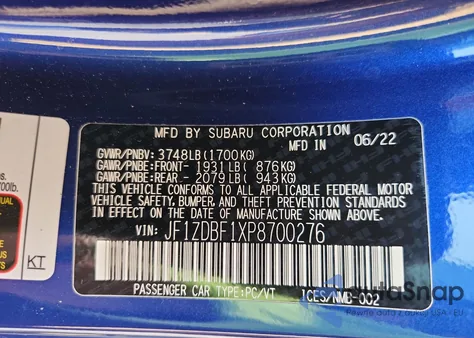 MFD BY SUBARU CORPORATION
MFD IN 06/22
GVWR/PNBV: 3748LB(1700KG)
GAWR/PNBE:FRONT- 1931LB( 876KG)
GAWR/PNBE:REAR - 2079LB( 943KG)
THIS VEHICLE CONFORMS TO ALL APPLICABLE FEDERAL MOTOR
VEHICLE SAFETY, BUMPER, AND THEFT PREVENTION STANDARDS
IN EFFECT ON THE DATE OF MANUFACTURE SHOWN ABOVE.
VIN: JF1ZDBF1XP8700276
PASSENGER CAR TYPE:PC/VT ICES/NMB-002
KT
AutoSnap